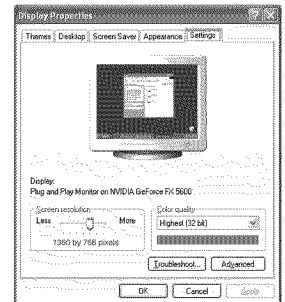 Display Properties
Themes Desktop Screen Saver Appearance Settings
Display:
Plug and Play Monitor on NVIDIA GeForce FX 5600
Screen resolution
Color quality
Less More
Highest (32 bit)
1360 by 768 pixels
Troubleshoot... Advanced
OK Cancel Apply